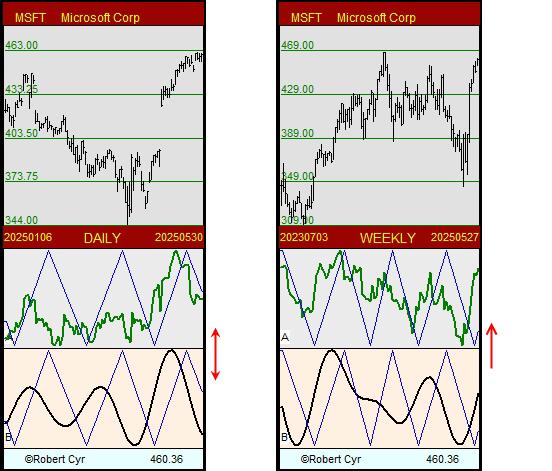 MSFT Microsoft Corp
463.00
433.25
403.50
373.75
344.00
20250106 DAILY 20250530
A
B
©Robert Cyr 460.36
MSFT Microsoft Corp
469.00
429.00
389.00
349.00
309.00
20230703 WEEKLY 20250527
A
B
©Robert Cyr 460.36